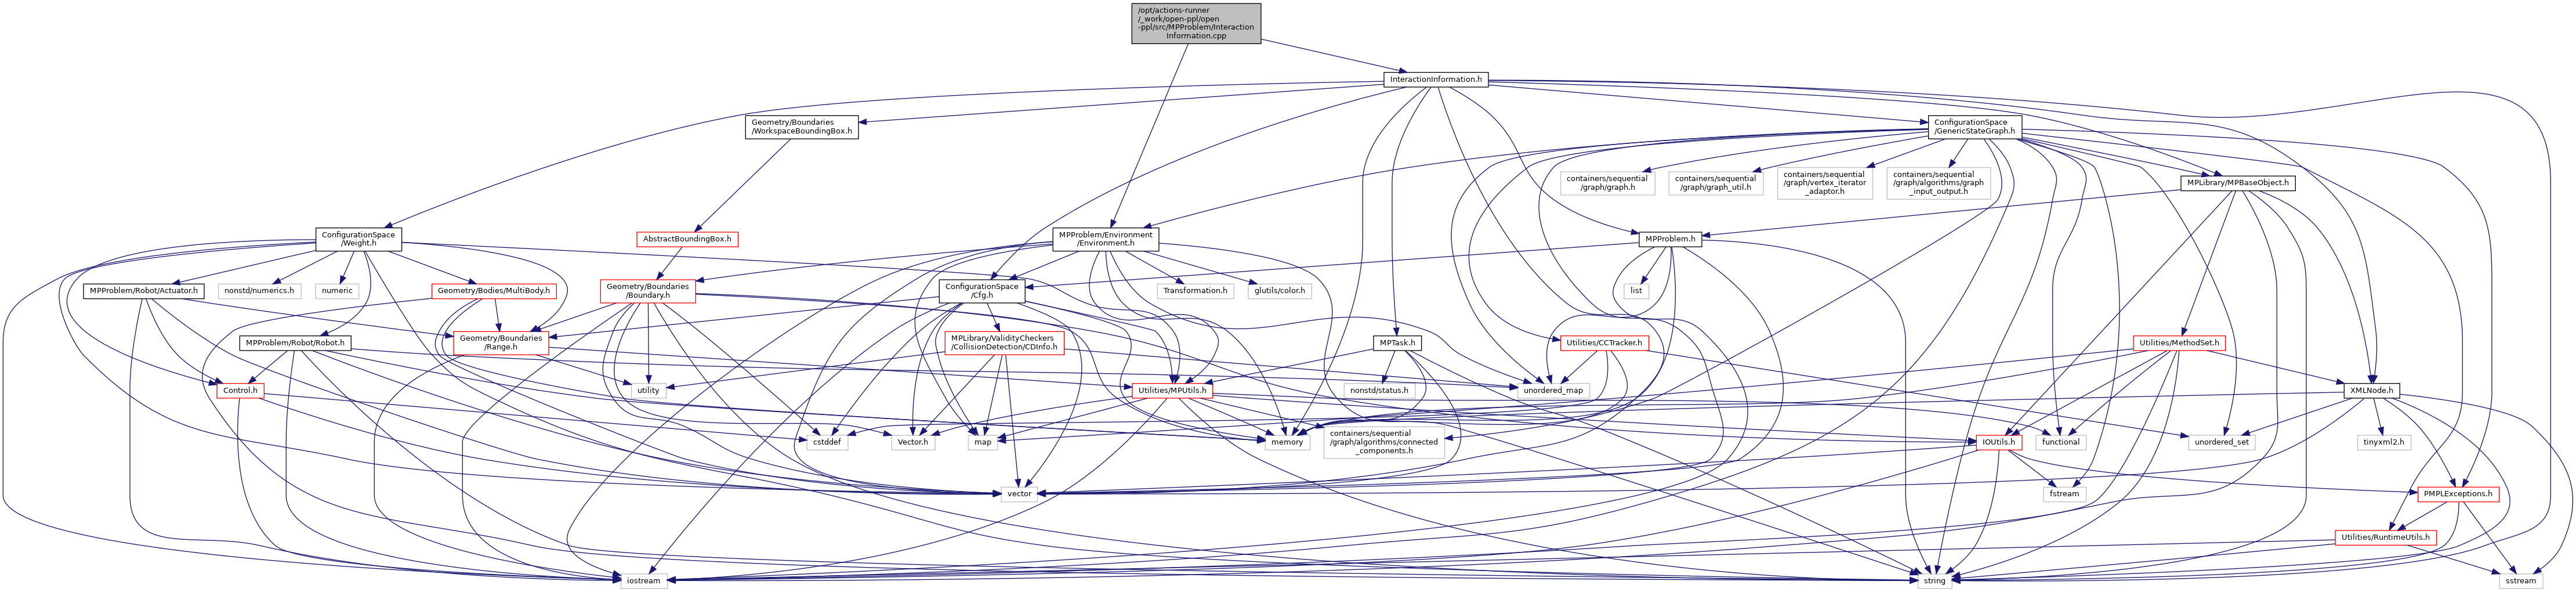 /opt/actions-runner
/_work/open-ppl/open
-ppl/src/MPProblem/Interaction
Information.cpp
InteractionInformation.h
Geometry/Boundaries
/WorkspaceBoundingBox.h
ConfigurationSpace
/GenericStateGraph.h
containers/sequential
/graph/graph.h
containers/sequential
/graph/graph_util.h
containers/sequential
/graph/vertex_iterator
_adaptor.h
containers/sequential
/graph/algorithms/graph
_input_output.h
MPLibrary/MPBaseObject.h
ConfigurationSpace
/Weight.h
AbstractBoundingBox.h
MPProblem/Environment
/Environment.h
MPProblem.h
MPProblem/Robot/Actuator.h
nonstd/numerics.h
numeric
Geometry/Bodies/MultiBody.h
Geometry/Boundaries
/Boundary.h
ConfigurationSpace
/Cfg.h
Transformation.h
glutils/color.h
list
MPProblem/Robot/Robot.h
Geometry/Boundaries
/Range.h
MPLibrary/ValidityCheckers
/CollisionDetection/CDInfo.h
MPTask.h
Utilities/CCTracker.h
Utilities/MethodSet.h
Control.h
utility
Utilities/MPUtils.h
nonstd/status.h
unordered_map
XMLNode.h
cstddef
Vector.h
map
memory
containers/sequential
/graph/algorithms/connected
_components.h
IOUtils.h
functional
unordered_set
tinyxml2.h
vector
fstream
PMPLExceptions.h
Utilities/RuntimeUtils.h
iostream
string
sstream